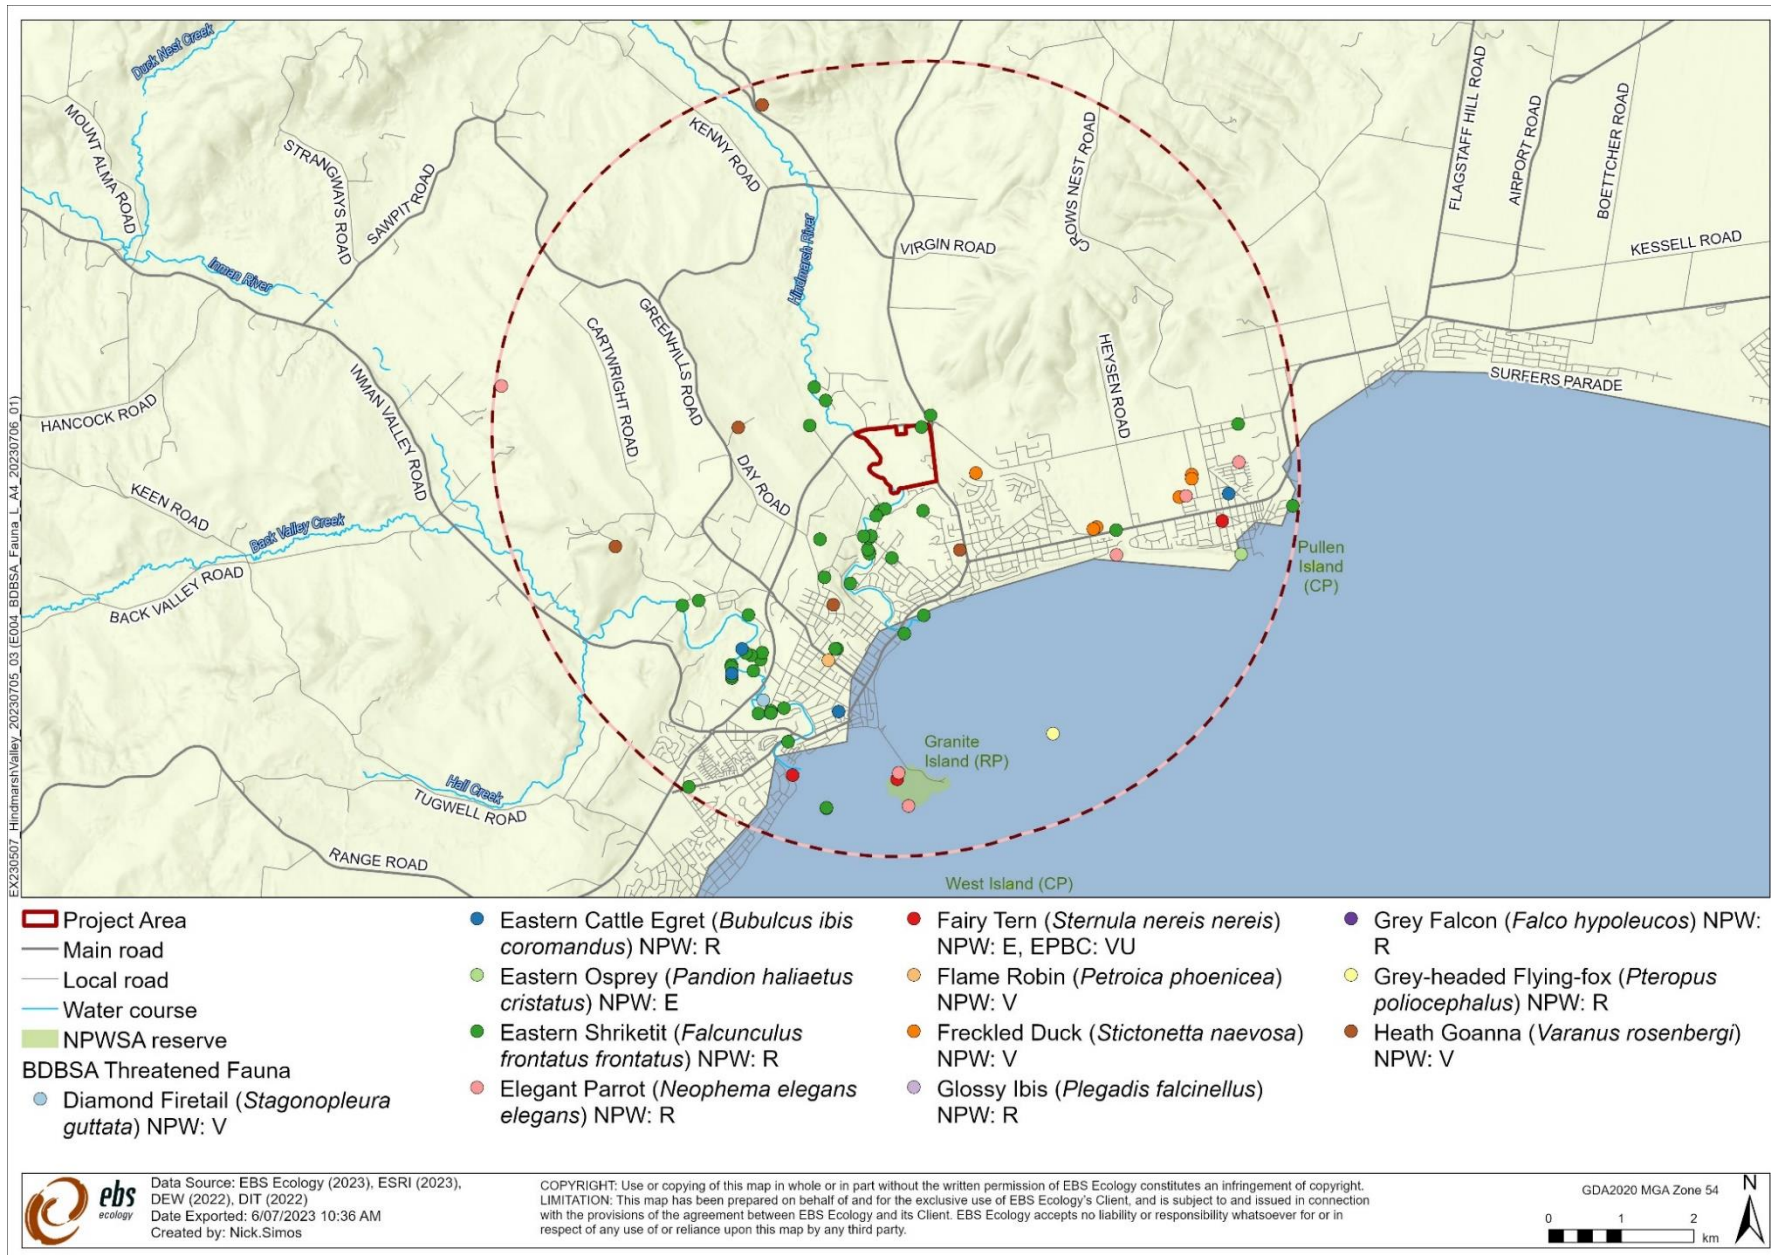 Duck Nest Creek
MOUNT ALMA ROAD
STRANGWAYS ROAD
SAWPIT ROAD
KENNY ROAD
CROWS NEST ROAD
FLAGSTAFF HILL ROAD
AIRPORT ROAD
BOETTCHER ROAD
KESSELL ROAD
VIRGIN ROAD
Hindmarsh River
Inman River
GREENHILLS ROAD
CARTWRIGHT ROAD
HEYSEN ROAD
SURFERS PARADE
INMAN VALLEY ROAD
HANCOCK ROAD
DAY ROAD
KEEN ROAD
Back Valley Creek
BACK VALLEY ROAD
Pullen
Island
(CP)
Granite
Island (RP)
Hall Creek
TUGWELL ROAD
RANGE ROAD
West Island (CP)
EX230507_HindmarshValley_20230705_03 (E004_BDBSA_Fauna_L_A4_20230706_01)
Project Area
Main road
Local road
Water course
NPWSA reserve
BDBSA Threatened Fauna
Diamond Firetail (Stagonopleura
guttata) NPW: V
Eastern Cattle Egret (Bubulcus ibis
coromandus) NPW: R
Eastern Osprey (Pandion haliaetus
cristatus) NPW: E
Eastern Shriketit (Falcunculus
frontatus frontatus) NPW: R
Elegant Parrot (Neophema elegans
elegans) NPW: R
Fairy Tern (Sternula nereis nereis)
NPW: E, EPBC: VU
Flame Robin (Petroica phoenicea)
NPW: V
Freckled Duck (Stictonetta naevosa)
NPW: V
Glossy Ibis (Plegadis falcinellus)
NPW: R
Grey Falcon (Falco hypoleucos) NPW:
R
Grey-headed Flying-fox (Pteropus
poliocephalus) NPW: R
Heath Goanna (Varanus rosenbergi)
NPW: V
ebs
ecology
Data Source: EBS Ecology (2023), ESRI (2023),
DEW (2022), DIT (2022)
Date Exported: 6/07/2023 10:36 AM
Created by: Nick.Simos
COPYRIGHT: Use or copying of this map in whole or in part without the written permission of EBS Ecology constitutes an infringement of copyright.
LIMITATION: This map has been prepared on behalf of and for the exclusive use of EBS Ecology's Client, and is subject to and issued in connection
with the provisions of the agreement between EBS Ecology and its Client. EBS Ecology accepts no liability or responsibility whatsoever for or in
respect of any use of or reliance upon this map by any third party.
GDA2020 MGA Zone 54
0 1 2
km
N